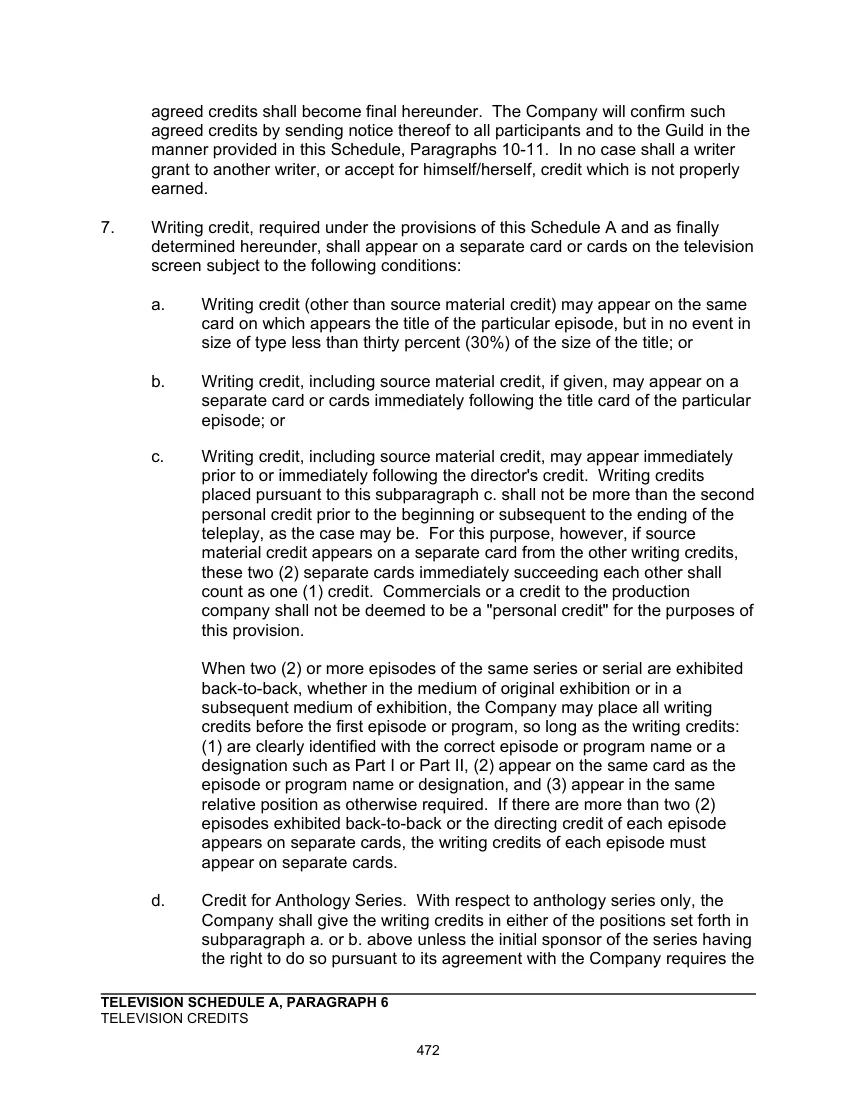 agreed credits shall become final hereunder.  The Company will confirm such
agreed credits by sending notice thereof to all participants and to the Guild in the
manner provided in this Schedule, Paragraphs 10-11.  In no case shall a writer
grant to another writer, or accept for himself/herself, credit which is not properly
earned.
7. Writing credit, required under the provisions of this Schedule A and as finally
determined hereunder, shall appear on a separate card or cards on the television
screen subject to the following conditions:
a. Writing credit (other than source material credit) may appear on the same
card on which appears the title of the particular episode, but in no event in
size of type less than thirty percent (30%) of the size of the title; or
b. Writing credit, including source material credit, if given, may appear on a
separate card or cards immediately following the title card of the particular
episode; or
c. Writing credit, including source material credit, may appear immediately
prior to or immediately following the director's credit.  Writing credits
placed pursuant to this subparagraph c. shall not be more than the second
personal credit prior to the beginning or subsequent to the ending of the
teleplay, as the case may be.  For this purpose, however, if source
material credit appears on a separate card from the other writing credits,
these two (2) separate cards immediately succeeding each other shall
count as one (1) credit.  Commercials or a credit to the production
company shall not be deemed to be a "personal credit" for the purposes of
this provision.
When two (2) or more episodes of the same series or serial are exhibited
back-to-back, whether in the medium of original exhibition or in a
subsequent medium of exhibition, the Company may place all writing
credits before the first episode or program, so long as the writing credits:
(1) are clearly identified with the correct episode or program name or a
designation such as Part I or Part II, (2) appear on the same card as the
episode or program name or designation, and (3) appear in the same
relative position as otherwise required.  If there are more than two (2)
episodes exhibited back-to-back or the directing credit of each episode
appears on separate cards, the writing credits of each episode must
appear on separate cards.
d. Credit for Anthology Series.  With respect to anthology series only, the
Company shall give the writing credits in either of the positions set forth in
subparagraph a. or b. above unless the initial sponsor of the series having
the right to do so pursuant to its agreement with the Company requires the
TELEVISION SCHEDULE A, PARAGRAPH 6
TELEVISION CREDITS
472